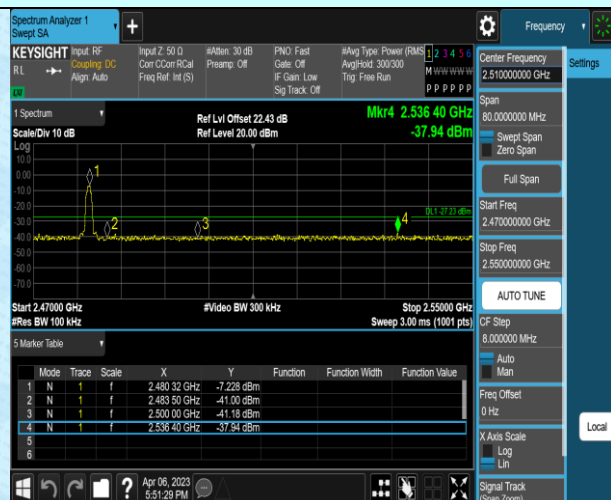 Spectrum Analyzer 1
Swept SA
+
Frequency
KEYSIGHT
RL
Input: RF
Coupling: DC
Align: Auto
Input Z: 50 Ω
Corr CCorr RCal
Freq Ref: Int (S)
#Atten: 30 dB
Preamp: Off
PNO: Fast
Gate: Off
IF Gain: Low
Sig Track: Off
#Avg Type: Power (RMS
Avg|Hold: 300/300
Trig: Free Run
1 2 3 4 5 6
M W W W W W
P P P P P P
LW
Center Frequency
2.510000000 GHz
Settings
Span
80.0000000 MHz
Swept Span
Zero Span
Full Span
Start Freq
2.470000000 GHz
Stop Freq
2.550000000 GHz
AUTO TUNE
CF Step
8.000000 MHz
Auto
Man
Freq Offset
0 Hz
X Axis Scale
Log
Lin
Signal Track
(Span Zoom)
Local
1 Spectrum
Scale/Div 10 dB
Ref Lvl Offset 22.43 dB
Ref Level 20.00 dBm
Mkr4 2.536 40 GHz
-37.94 dBm
Log
10.0
0.00
-10.0
-20.0
-30.0
-40.0
-50.0
-60.0
-70.0
1
2
3
4
DL1 -27.23 dBm
Start 2.47000 GHz
#Res BW 100 kHz
#Video BW 300 kHz
Stop 2.55000 GHz
Sweep 3.00 ms (1001 pts)
5 Marker Table
Mode Trace Scale X Y Function Function Width Function Value
1 N 1 f 2.480 32 GHz -7.228 dBm
2 N 1 f 2.483 50 GHz -41.00 dBm
3 N 1 f 2.500 00 GHz -41.18 dBm
4 N 1 f 2.536 40 GHz -37.94 dBm
5
6
?
Apr 06, 2023
5:51:29 PM